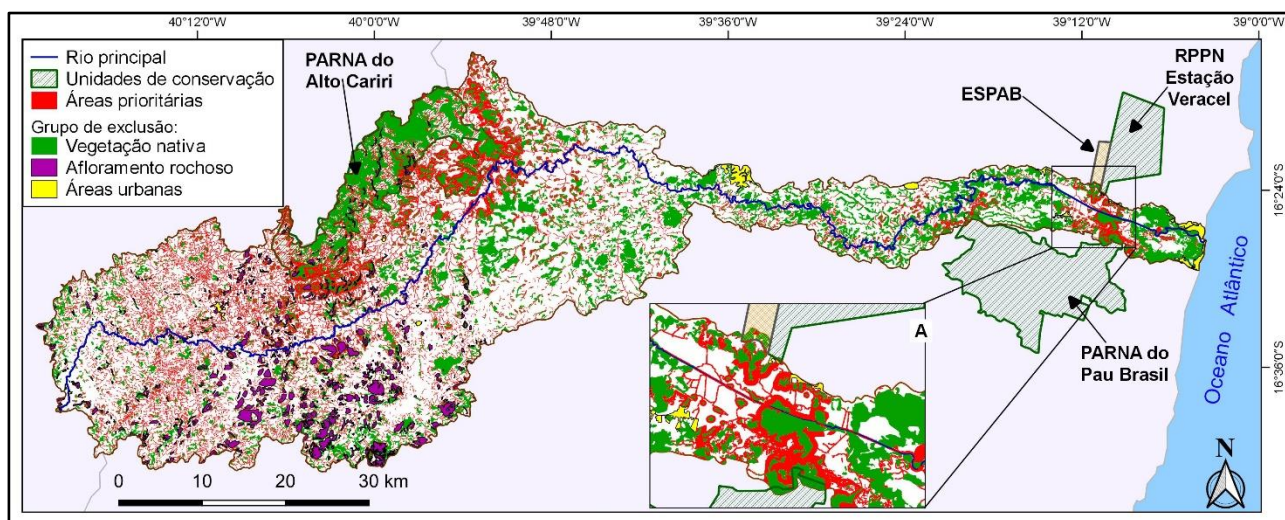 40°12'0"W
40°00'0"W
39°48'0"W
39°36'0"W
39°24'0"W
39°12'0"W
39°00'0"W
Rio principal
Unidades de conservação
Áreas prioritárias
Grupo de exclusão:
Vegetação nativa
Afloramento rochoso
Áreas urbanas
PARNA do
Alto Cariri
ESPAB
RPPN
Estação
Veracel
16°24'0"S
16°36'0"S
A
PARNA do
Pau Brasil
Oceano Atlântico
N
0 10 20 30 km